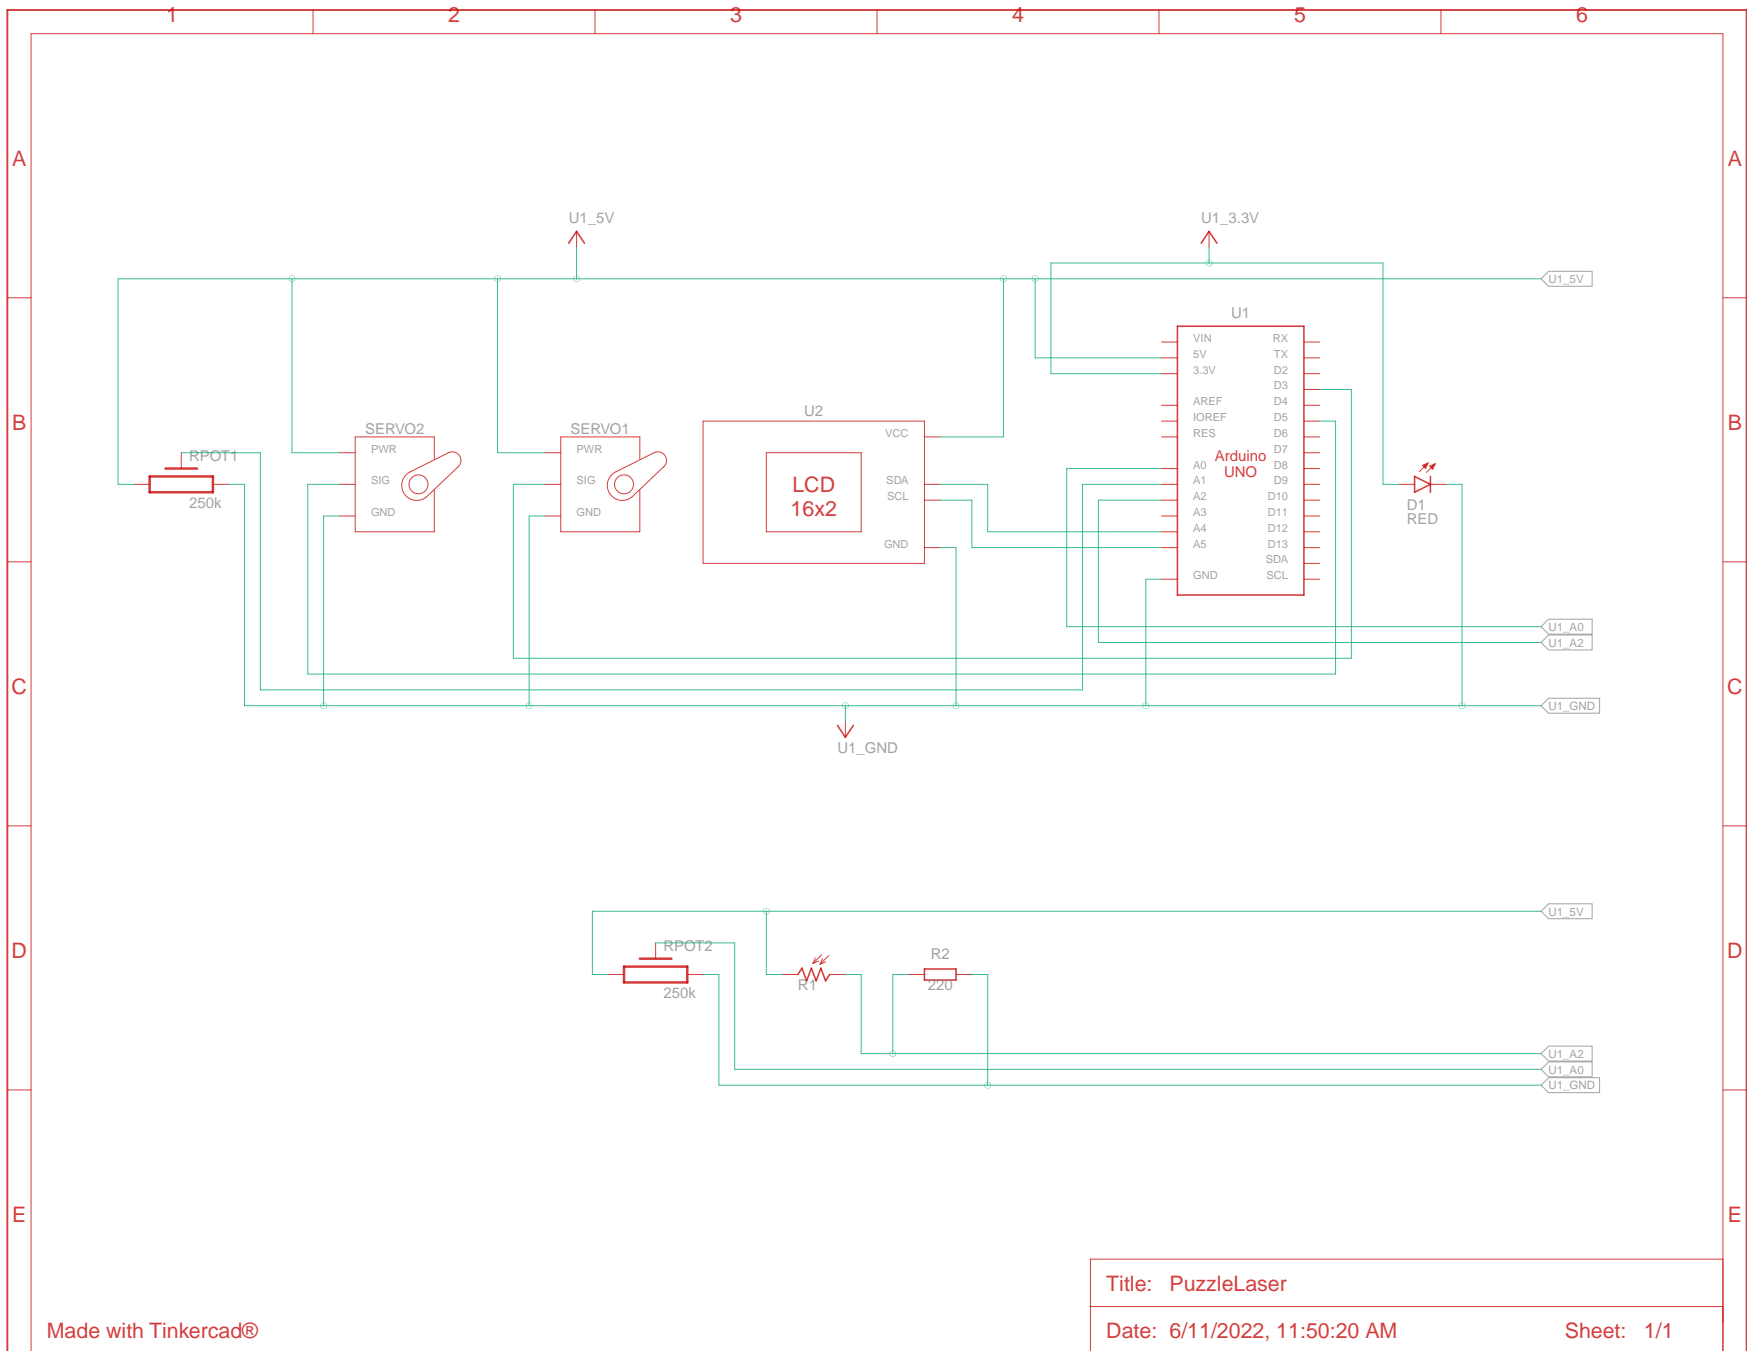 1 2 3 4 5 6
A A
U1_5V U1_3.3V
U1_5V
U1
VIN RX
5V TX
3.3V D2
D3
AREF D4
IOREF D5
RES D6
D7
A0 D8
A1 D9
A2 D10
A3 D11
A4 D12
A5 D13
SDA
GND SCL
Arduino
UNO
B B
SERVO2
PWR
SIG
GND
SERVO1
PWR
SIG
GND
U2
VCC
SDA
SCL
GND
LCD
16x2
RPOT1
250k
D1
RED
U1_A0
U1_A2
C C
U1_GND
U1_GND
U1_5V
D D
RPOT2
250k
R1
R2
220
U1_A2
U1_A0
U1_GND
E E
Title: PuzzleLaser
Made with Tinkercad®
Date: 6/11/2022, 11:50:20 AM Sheet: 1/1